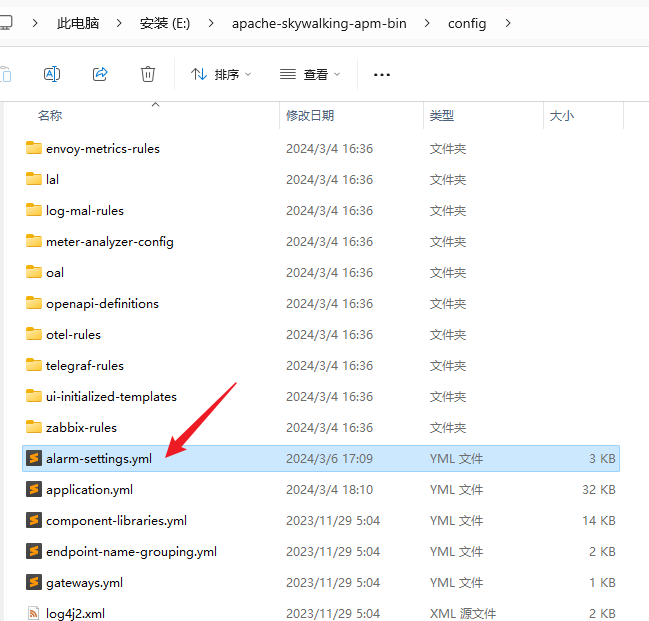 此电脑 安装 (E:) apache-skywalking-apm-bin config
排序 查看
名称 修改日期 类型 大小
envoy-metrics-rules 2024/3/4 16:36 文件夹
lal 2024/3/4 16:36 文件夹
log-mal-rules 2024/3/4 16:36 文件夹
meter-analyzer-config 2024/3/4 16:36 文件夹
oal 2024/3/4 16:36 文件夹
openapi-definitions 2024/3/4 16:36 文件夹
otel-rules 2024/3/4 16:36 文件夹
telegraf-rules 2024/3/4 16:36 文件夹
ui-initialized-templates 2024/3/4 16:36 文件夹
zabbix-rules 2024/3/4 16:36 文件夹
alarm-settings.yml 2024/3/6 17:09 YML 文件 3 KB
application.yml 2024/3/4 18:10 YML 文件 32 KB
component-libraries.yml 2023/11/29 5:04 YML 文件 14 KB
endpoint-name-grouping.yml 2023/11/29 5:04 YML 文件 2 KB
gateways.yml 2023/11/29 5:04 YML 文件 1 KB
log4j2.xml 2023/11/29 5:04 XML 源文件 2 KB